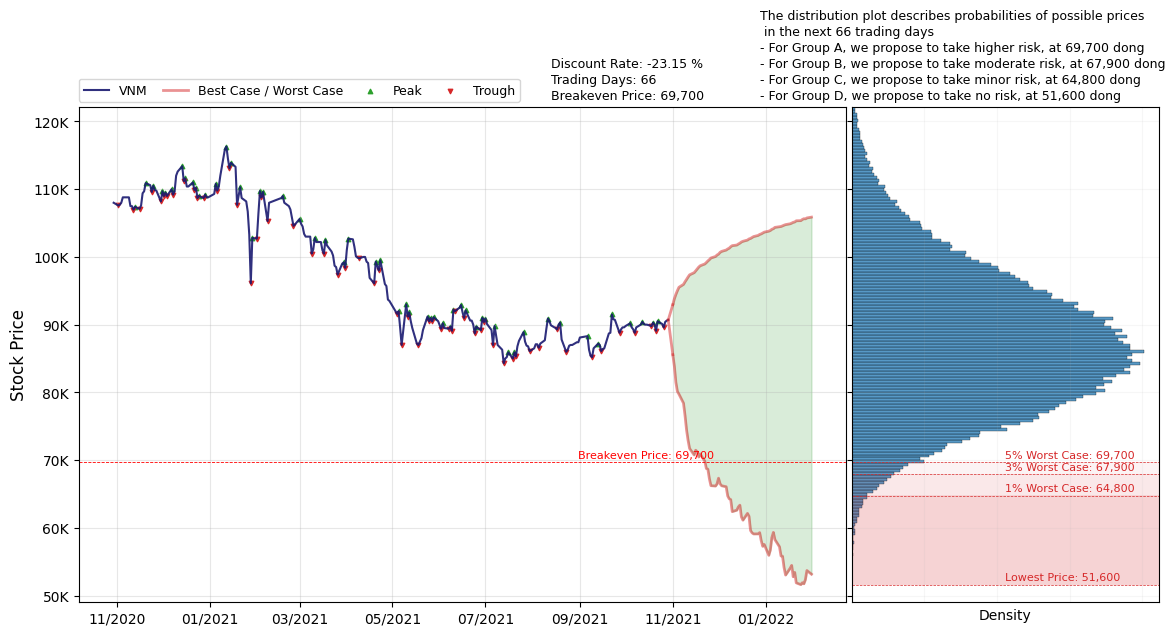 The distribution plot describes probabilities of possible prices
in the next 66 trading days
- For Group A, we propose to take higher risk, at 69,700 dong
- For Group B, we propose to take moderate risk, at 67,900 dong
- For Group C, we propose to take minor risk, at 64,800 dong
- For Group D, we propose to take no risk, at 51,600 dong
Discount Rate: -23.15 %
Trading Days: 66
Breakeven Price: 69,700
VNM
Best Case / Worst Case
Peak
Trough
Stock Price
120K
110K
100K
90K
80K
70K
60K
50K
Breakeven Price: 69,700
11/2020
01/2021
03/2021
05/2021
07/2021
09/2021
11/2021
01/2022
5% Worst Case: 69,700
3% Worst Case: 67,900
1% Worst Case: 64,800
Lowest Price: 51,600
Density